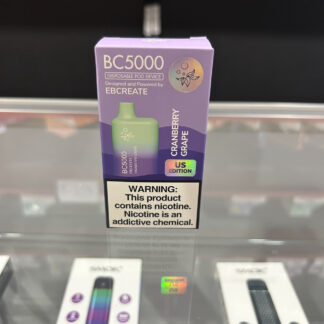 BC5000
DISPOSABLE POD DEVICE
Designed and Powered by
EBCREATE
CRANBERRY
GRAPE
US
EDITION
BC5000
WARNING:
This product
contains nicotine.
Nicotine is an
addictive chemical.
SMOK
SMOK